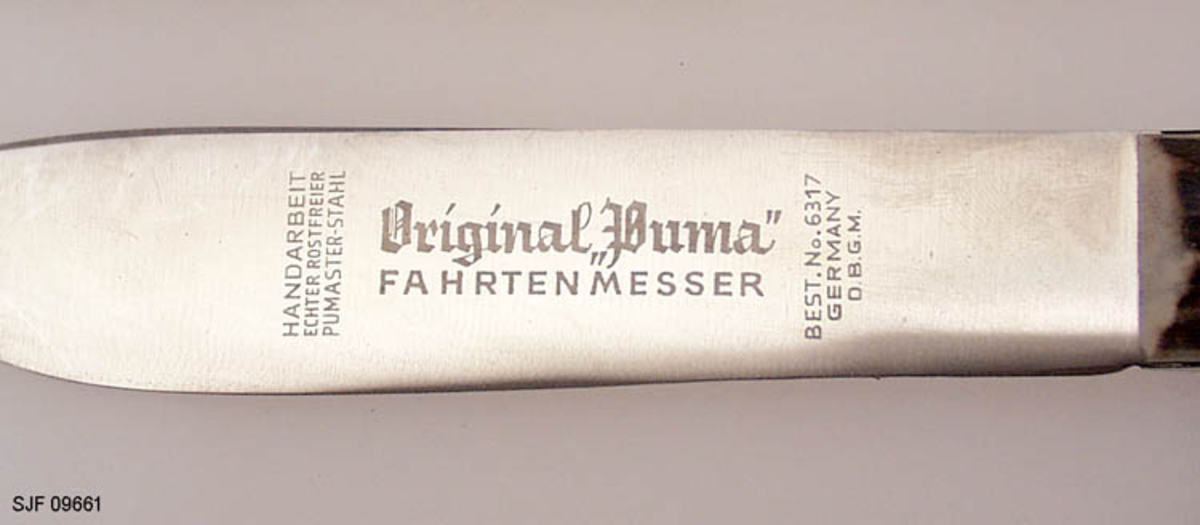 HANDARBEIT
ECHTER ROSTFREIER
PUMASTER-STAHL
Original „Puma"
FAHRTENMESSER
BEST. No. 6317
GERMANY
D.B.G.M.
SJF 09661